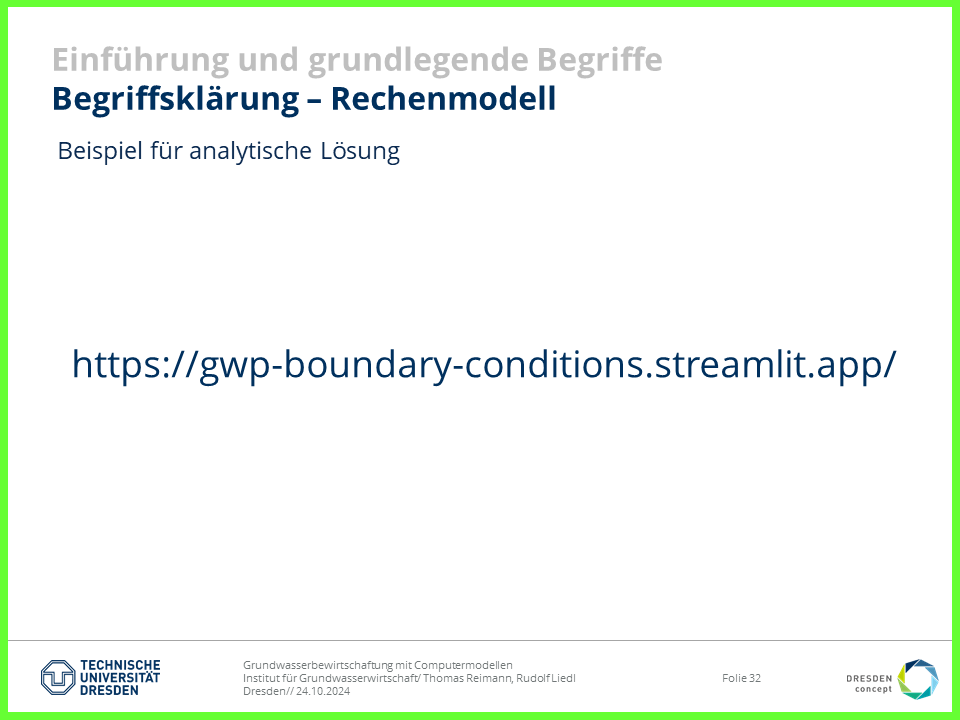 Einführung und grundlegende Begriffe
Begriffsklärung – Rechenmodell
Beispiel für analytische Lösung
https://gwp-boundary-conditions.streamlit.app/
TECHNISCHE
UNIVERSITÄT
DRESDEN
Grundwasserbewirtschaftung mit Computermodellen
Institut für Grundwasserwirtschaft/ Thomas Reimann, Rudolf Liedl
Dresden// 24.10.2024
Folie 32
DRESDEN
concept